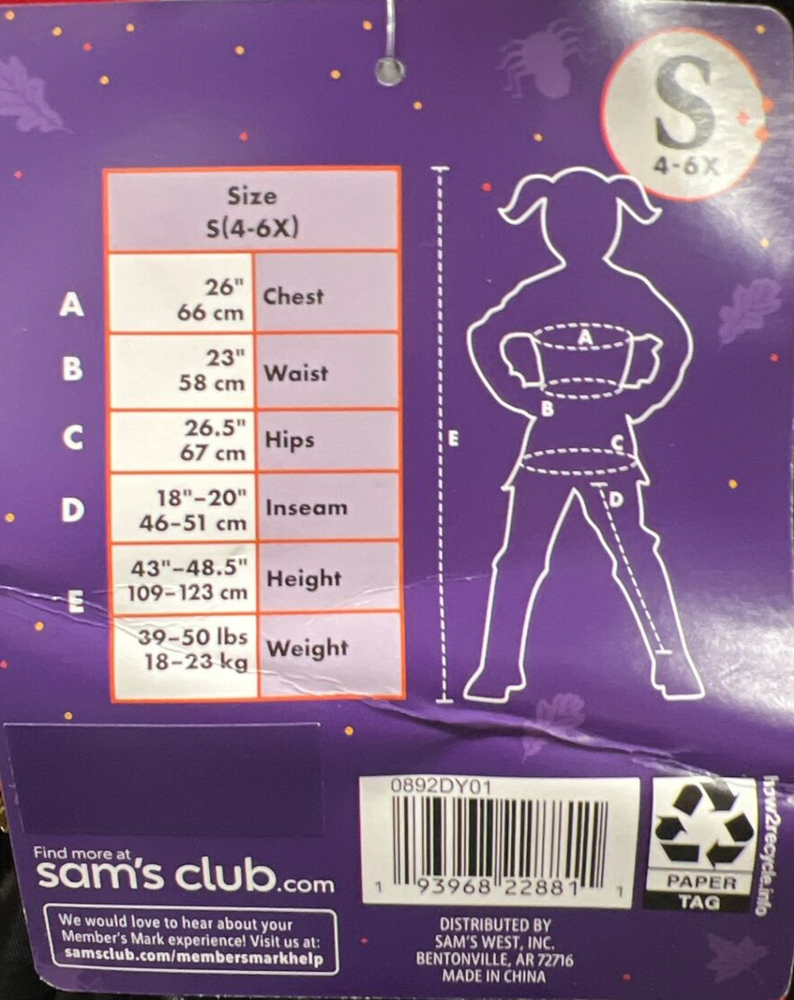 S
4-6X
Size
S(4-6X)
A
26"
66 cm
Chest
B
23"
58 cm
Waist
C
26.5"
67 cm
Hips
D
18"-20"
46-51 cm
Inseam
E
43"-48.5"
109-123 cm
Height
39-50 lbs
18-23 kg
Weight
A
B
C
D
E
Find more at
sam's club.com
We would love to hear about your
Member's Mark experience! Visit us at:
samsclub.com/membersmarkhelp
0892DY01
1 93968 22881 1
DISTRIBUTED BY
SAM'S WEST, INC.
BENTONVILLE, AR 72716
MADE IN CHINA
PAPER
TAG
how2recycle.info